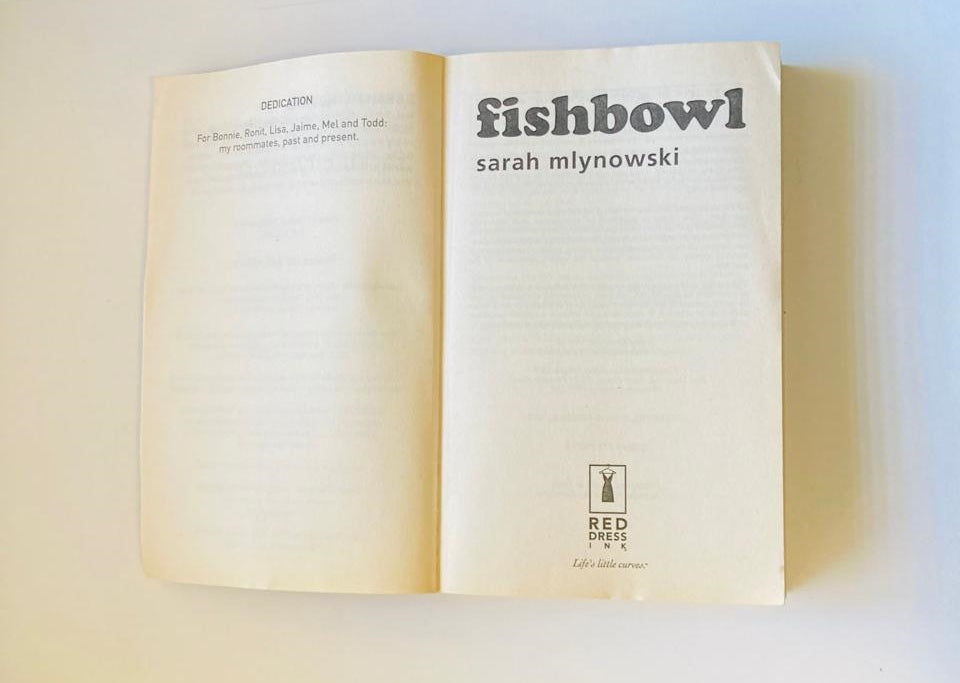 DEDICATION
For Bonnie, Ronit, Lisa, Jaime, Mel and Todd:
my roommates, past and present.
fishbowl
sarah mlynowski
RED
DRESS
INK
Life's little curves.™